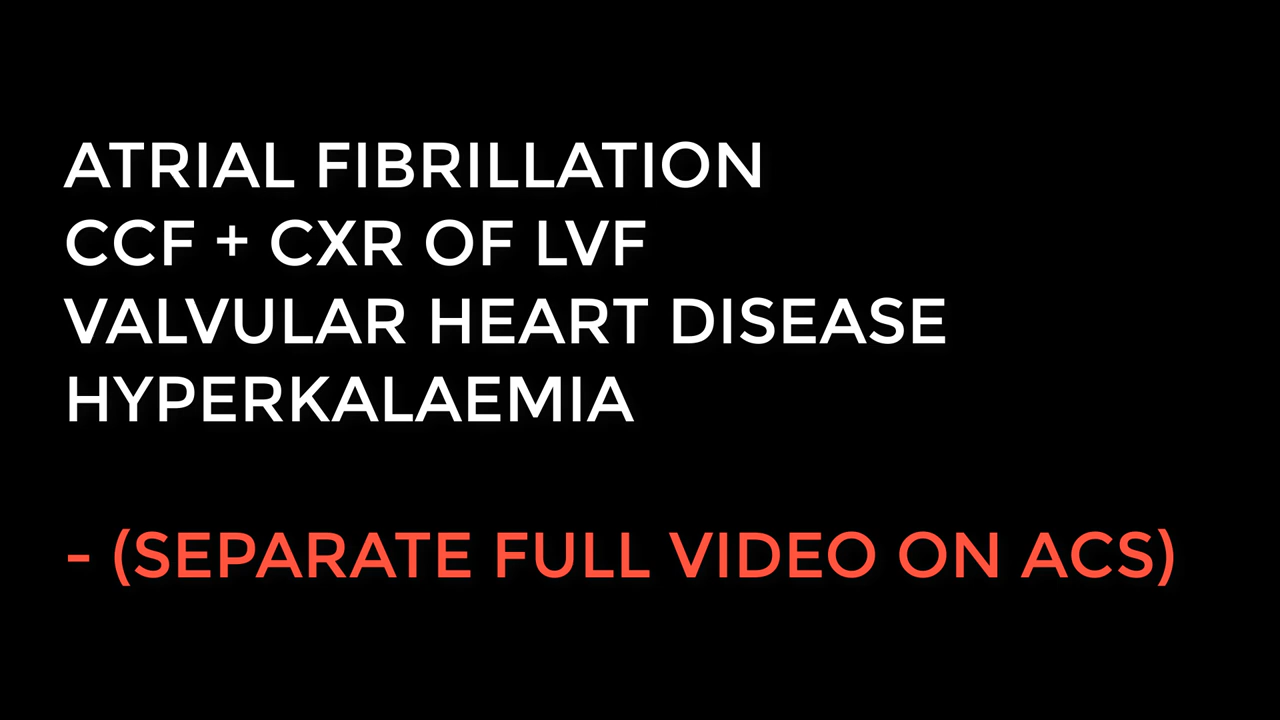 ATRIAL FIBRILLATION
CCF + CXR OF LVF
VALVULAR HEART DISEASE
HYPERKALAEMIA
- (SEPARATE FULL VIDEO ON ACS)